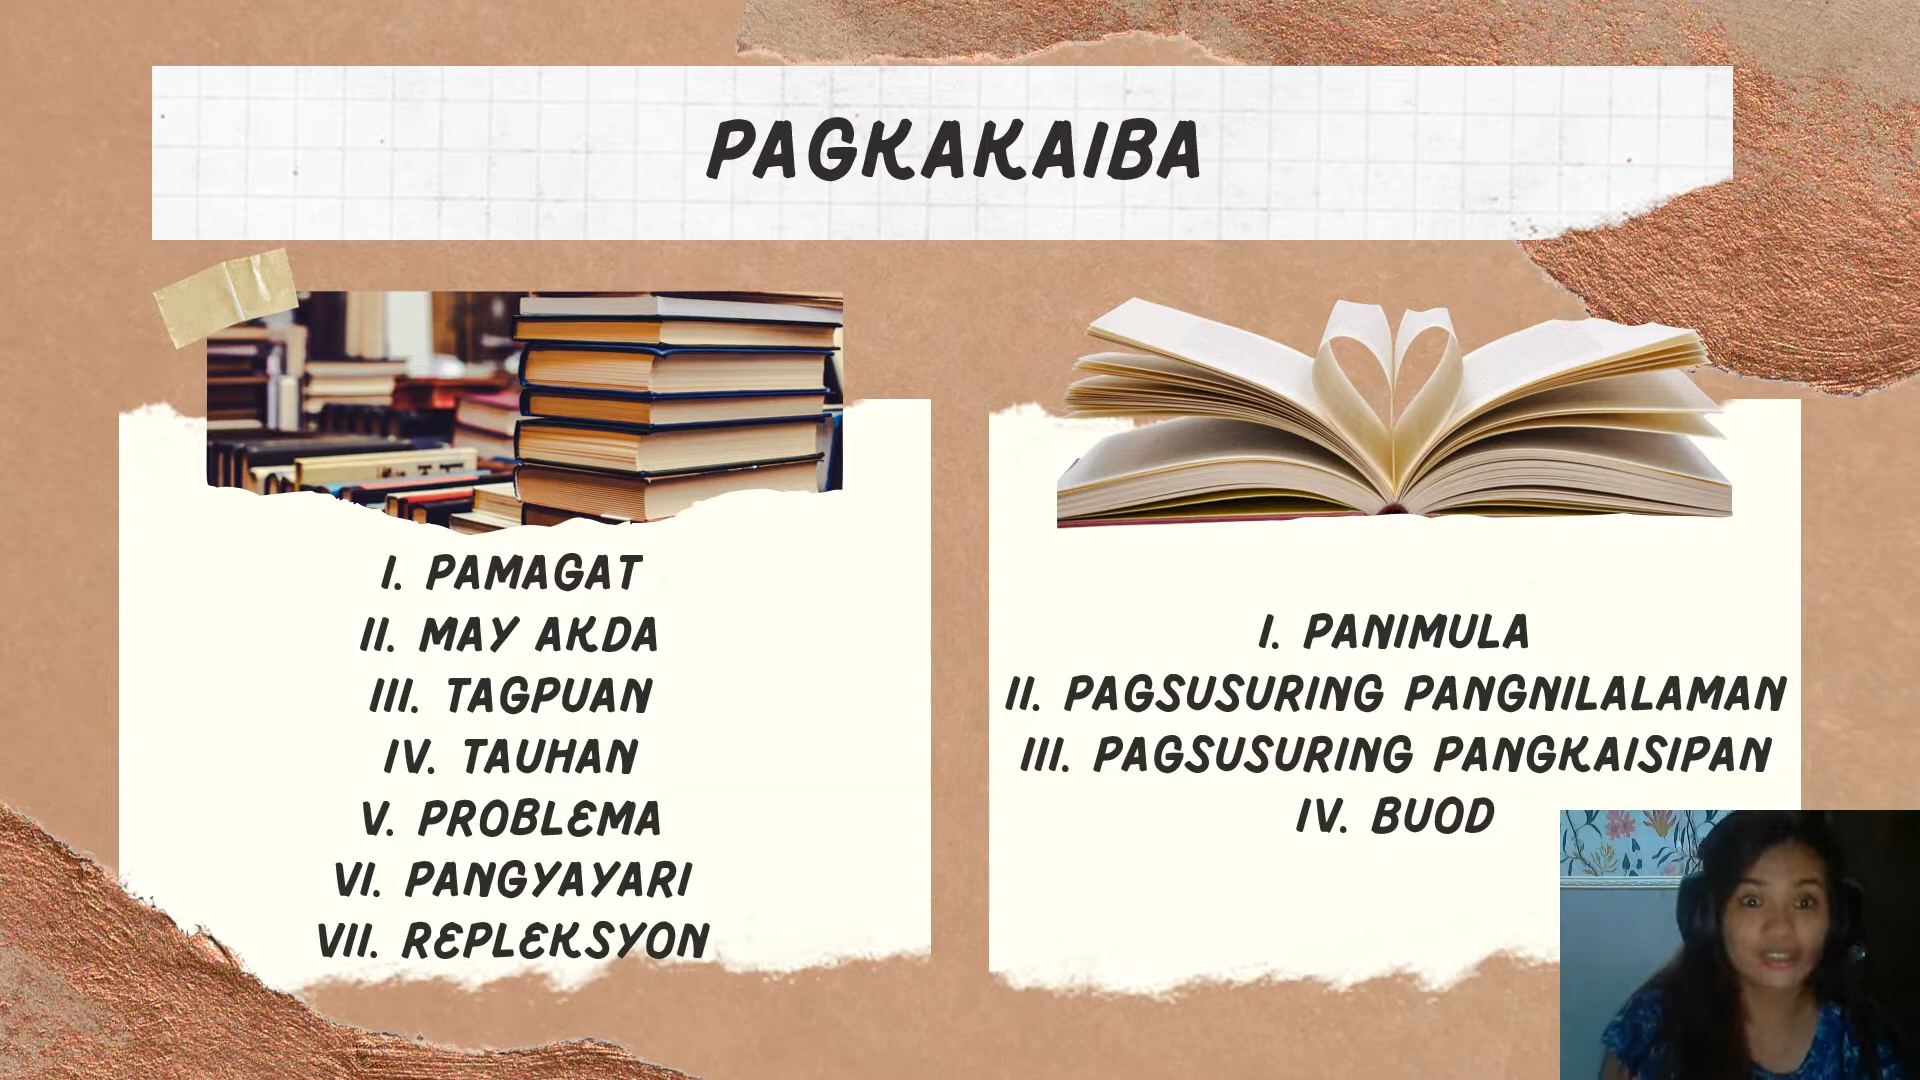 PAGKAKAIBA
I. PAMAGAT
II. MAY AKDA
III. TAGPUAN
IV. TAUHAN
V. PROBLEMA
VI. PANGYAYARI
VII. REPLEKSYON
I. PANIMULA
II. PAGSUSURING PANGNILALAMAN
III. PAGSUSURING PANGKAISIPAN
IV. BUOD